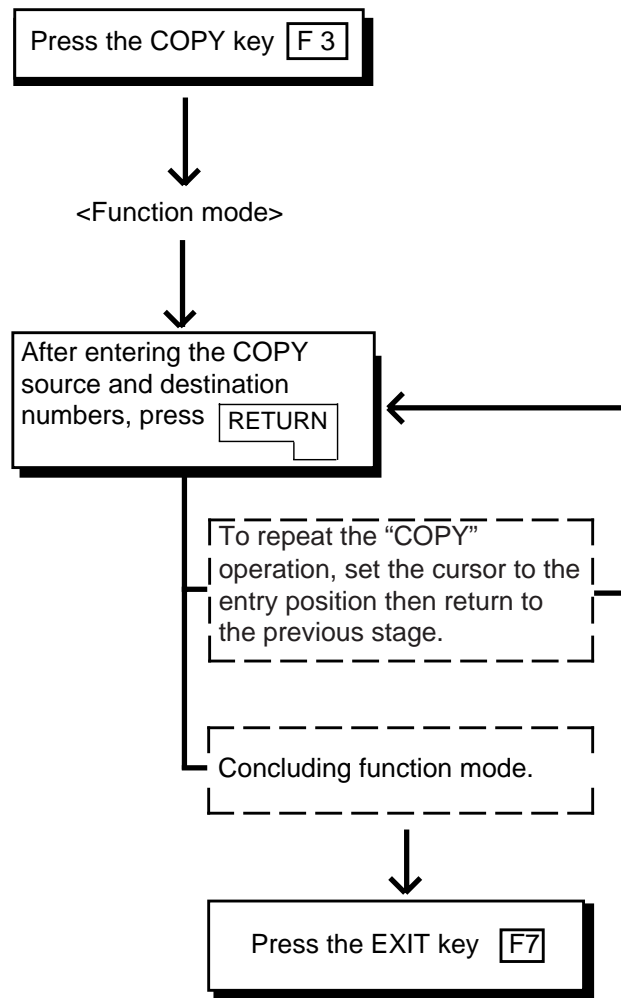 Press the COPY key F 3
<Function mode>
After entering the COPY
source and destination
numbers, press RETURN
To repeat the “COPY”
operation, set the cursor to the
entry position then return to
the previous stage.
Concluding function mode.
Press the EXIT key F7